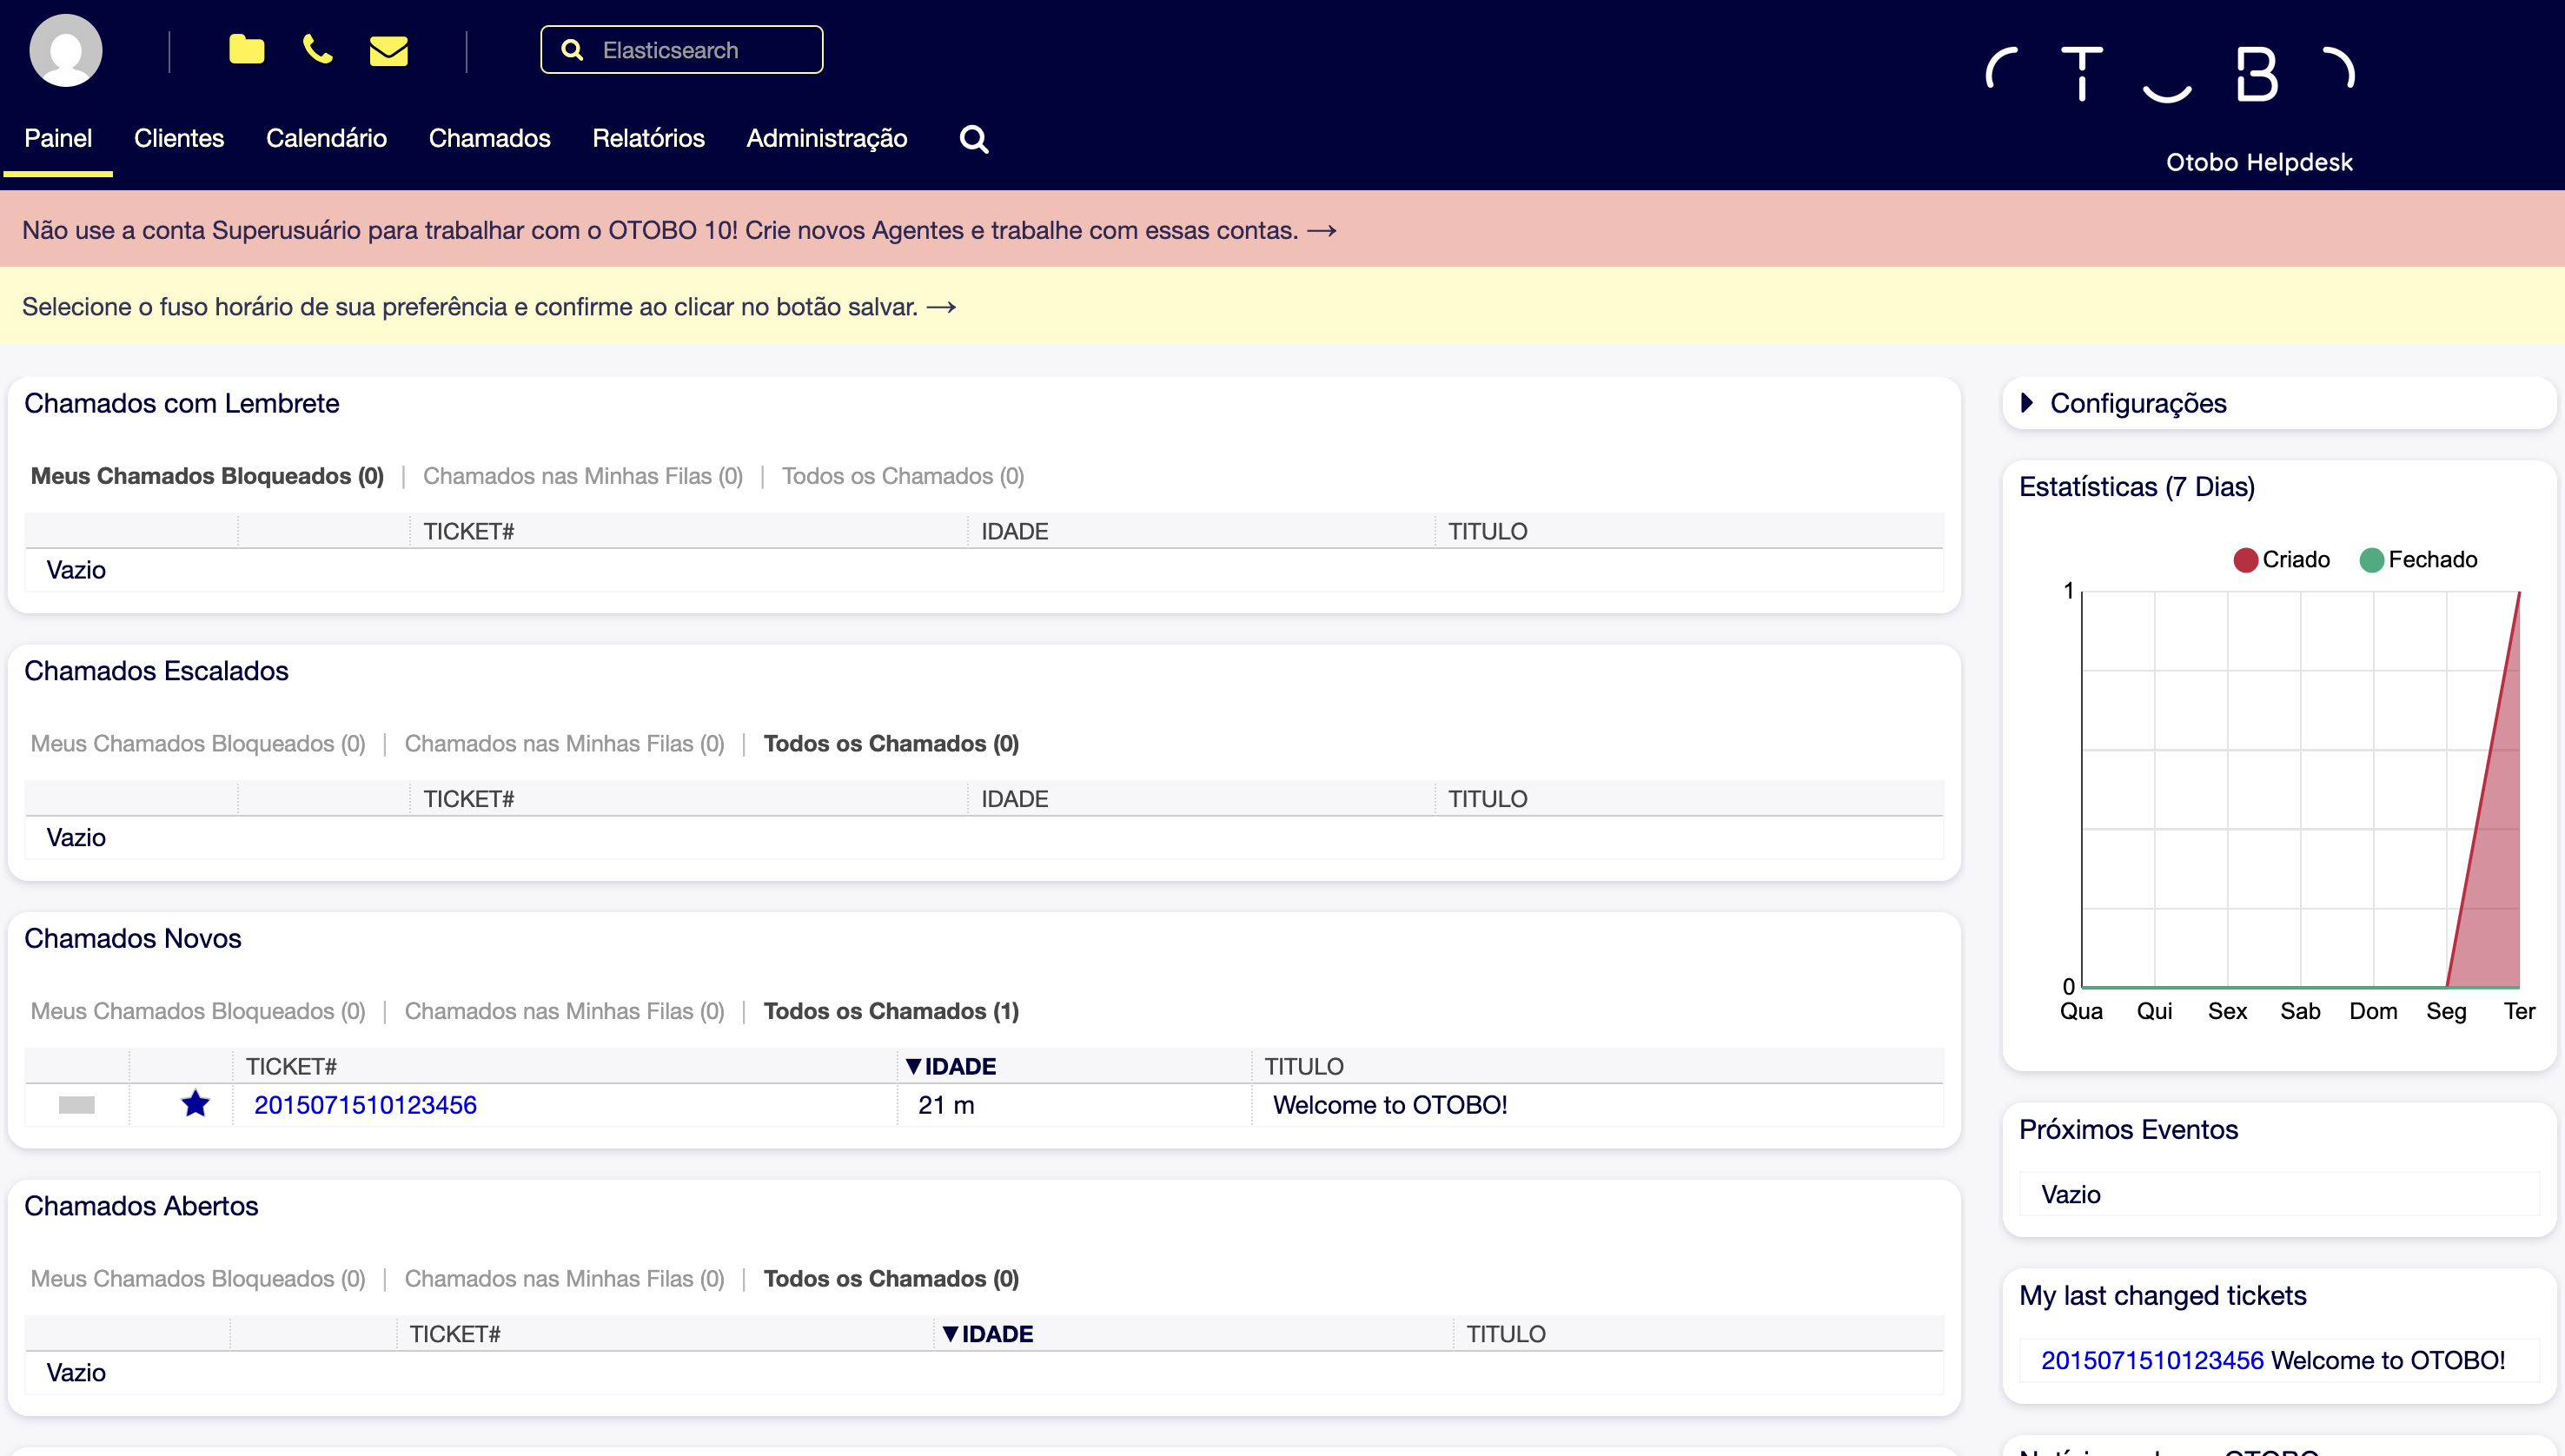 Elasticsearch
OTOBO
Painel Clientes Calendário Chamados Relatórios Administração
Otobo Helpdesk
Não use a conta Superusuário para trabalhar com o OTOBO 10! Crie novos Agentes e trabalhe com essas contas. →
Selecione o fuso horário de sua preferência e confirme ao clicar no botão salvar. →
Chamados com Lembrete
Meus Chamados Bloqueados (0) | Chamados nas Minhas Filas (0) | Todos os Chamados (0)
TICKET# IDADE TITULO
Vazio
Chamados Escalados
Meus Chamados Bloqueados (0) | Chamados nas Minhas Filas (0) | Todos os Chamados (0)
TICKET# IDADE TITULO
Vazio
Chamados Novos
Meus Chamados Bloqueados (0) | Chamados nas Minhas Filas (0) | Todos os Chamados (1)
TICKET# ▼IDADE TITULO
2015071510123456 21 m Welcome to OTOBO!
Chamados Abertos
Meus Chamados Bloqueados (0) | Chamados nas Minhas Filas (0) | Todos os Chamados (0)
TICKET# ▼IDADE TITULO
Vazio
Configurações
Estatísticas (7 Dias)
Criado Fechado
1
0
Qua Qui Sex Sab Dom Seg Ter
Próximos Eventos
Vazio
My last changed tickets
2015071510123456 Welcome to OTOBO!